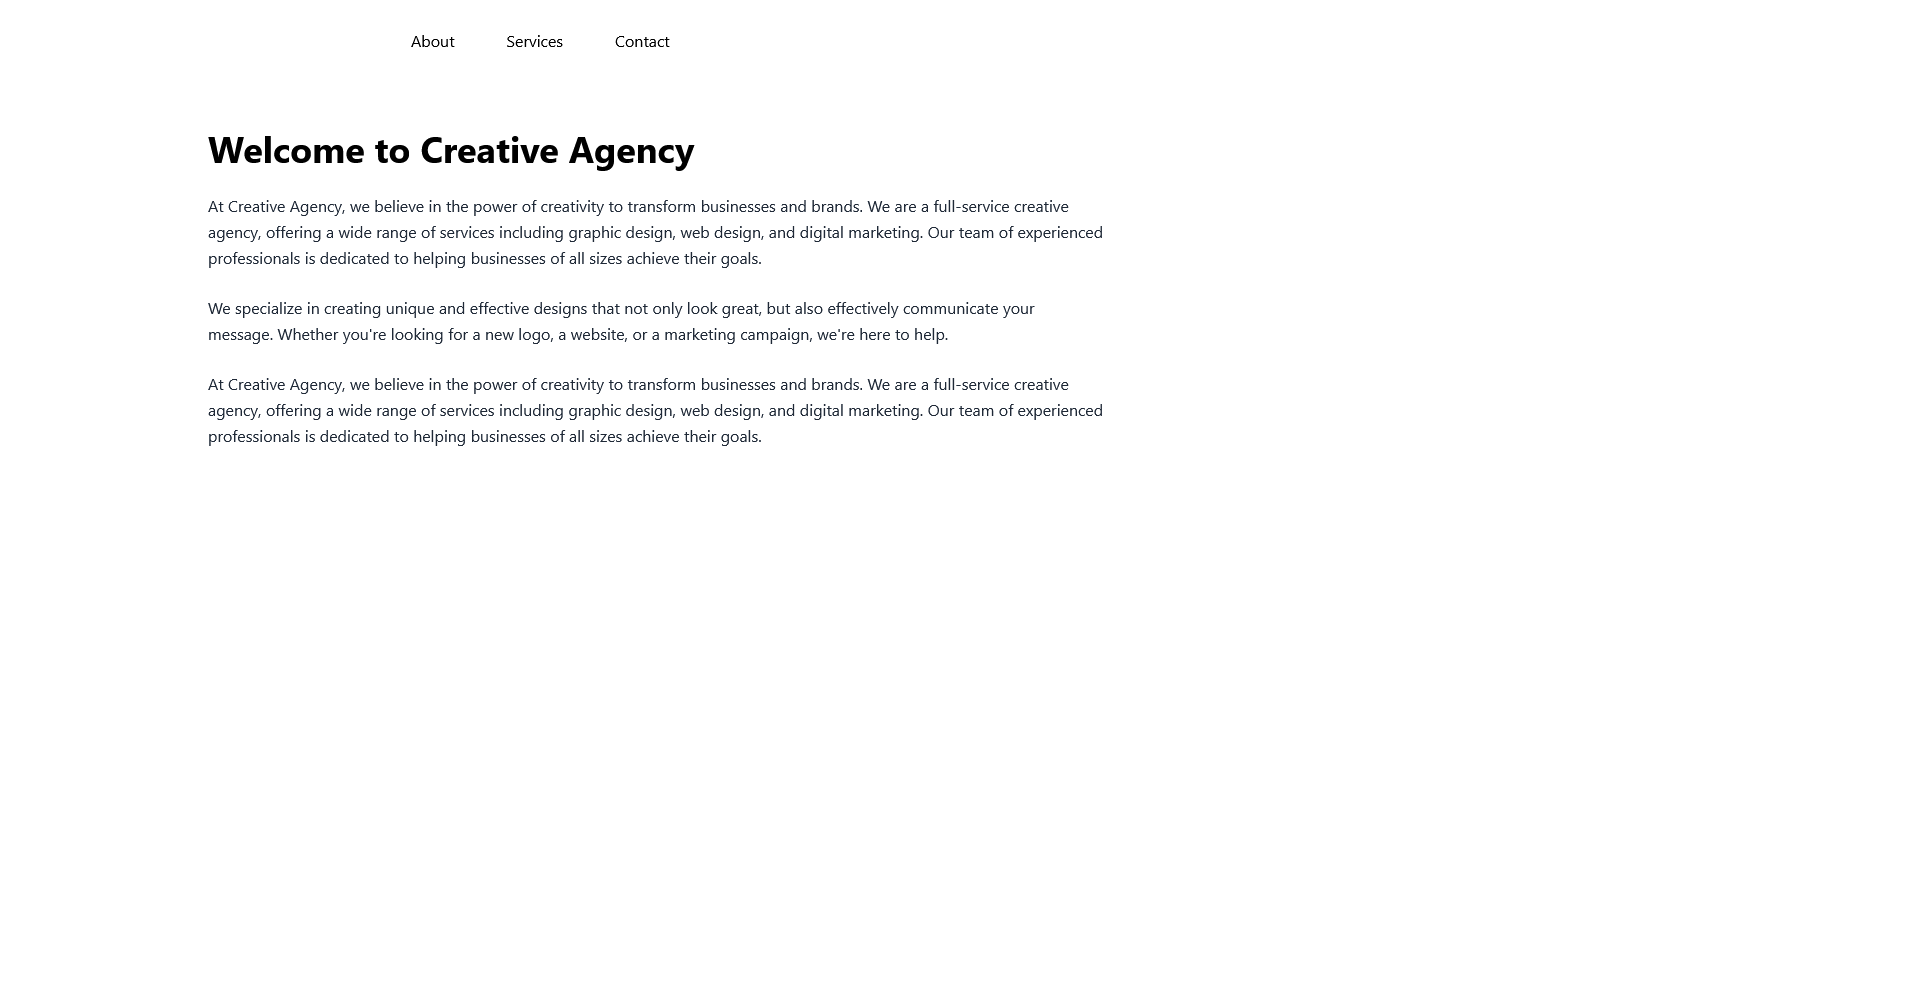 About Services Contact
Welcome to Creative Agency
At Creative Agency, we believe in the power of creativity to transform businesses and brands. We are a full-service creative
agency, offering a wide range of services including graphic design, web design, and digital marketing. Our team of experienced
professionals is dedicated to helping businesses of all sizes achieve their goals.
We specialize in creating unique and effective designs that not only look great, but also effectively communicate your
message. Whether you're looking for a new logo, a website, or a marketing campaign, we're here to help.
At Creative Agency, we believe in the power of creativity to transform businesses and brands. We are a full-service creative
agency, offering a wide range of services including graphic design, web design, and digital marketing. Our team of experienced
professionals is dedicated to helping businesses of all sizes achieve their goals.